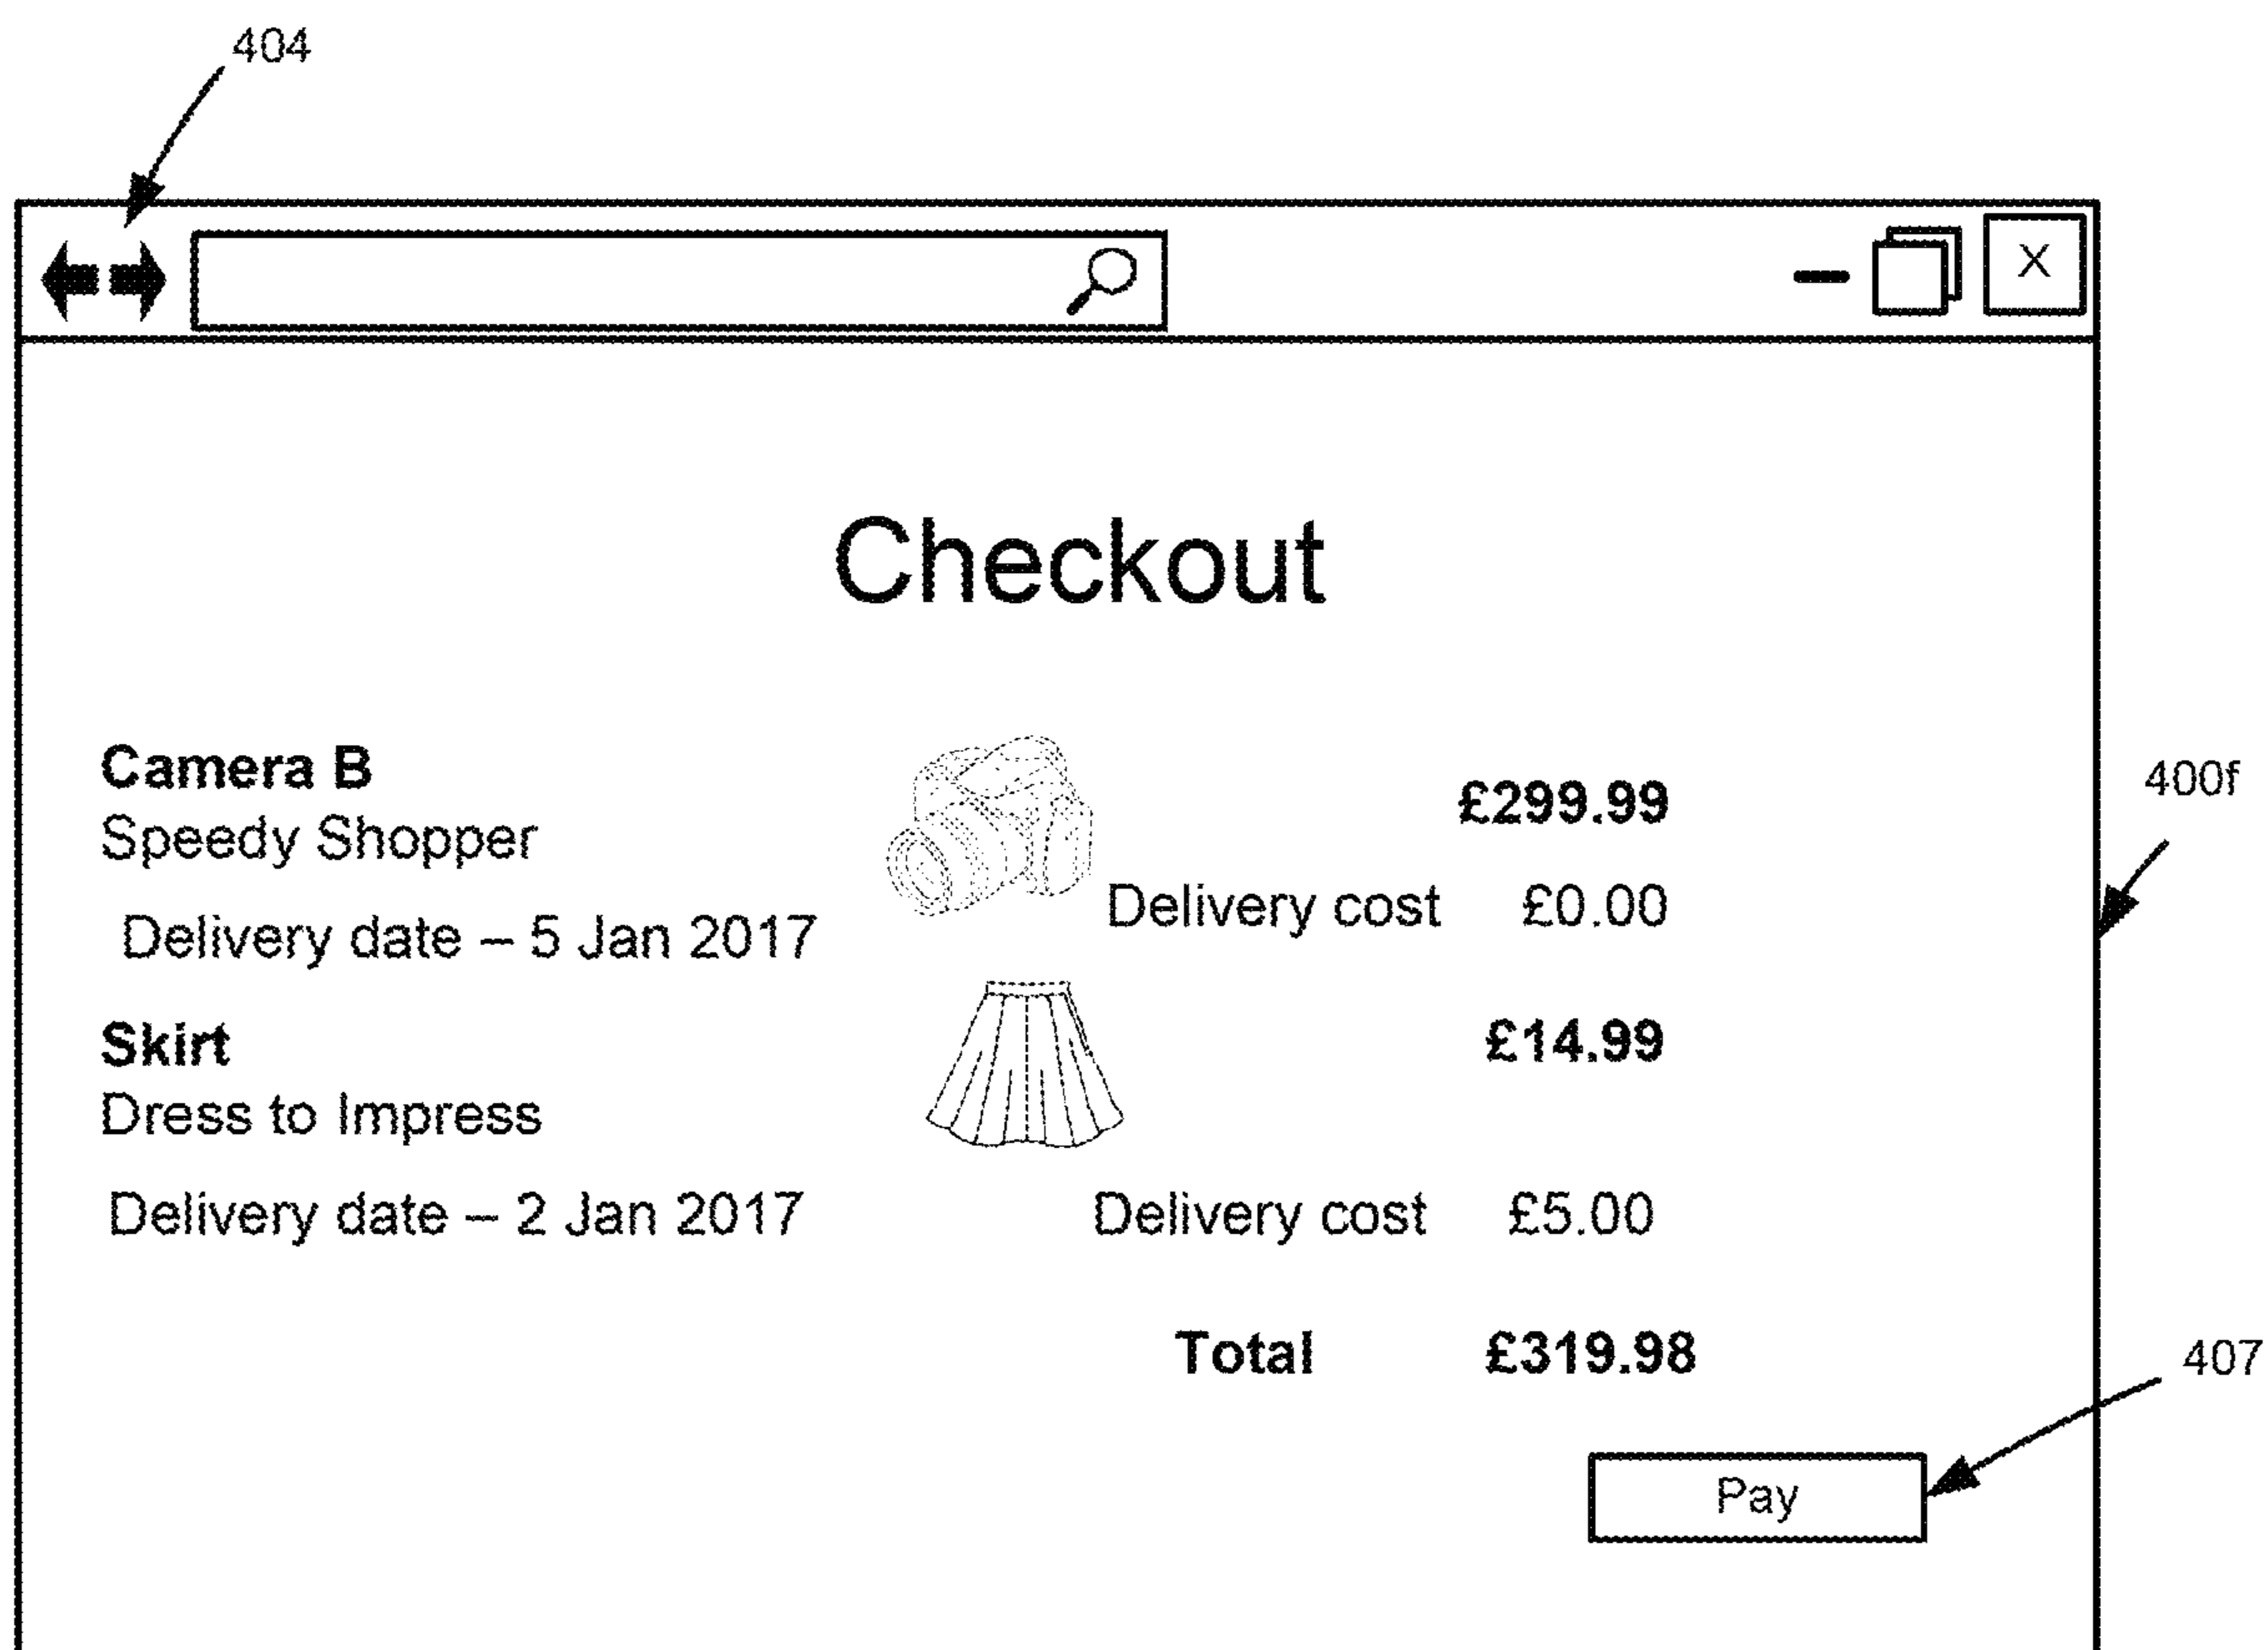 404
X
Checkout
Camera B
£299.99
Speedy Shopper
400f
Delivery cost £0.00
Delivery date – 5 Jan 2017
Skirt
£14.99
Dress to Impress
Delivery date – 2 Jan 2017
Delivery cost £5.00
Total £319.98
407
Pay